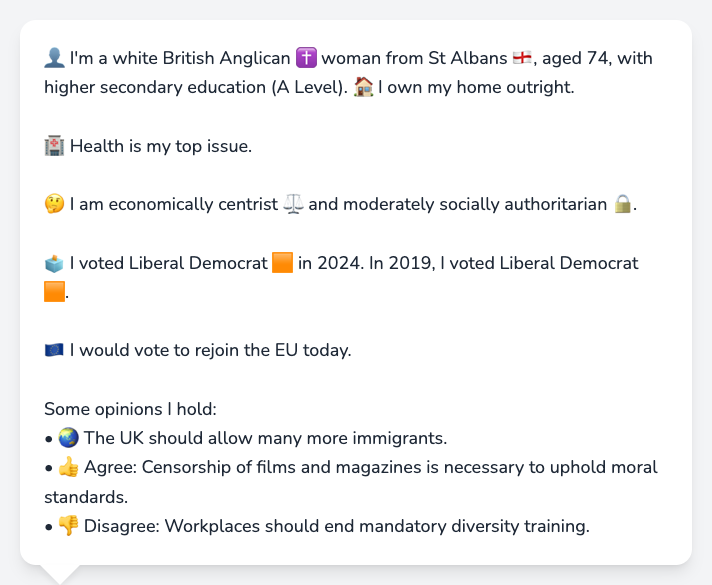 👤 I'm a white British Anglican ✝️ woman from St Albans 🏴󠁧󠁢󠁥󠁮󠁧󠁿, aged 74, with
higher secondary education (A Level). 🏠 I own my home outright.
🏥 Health is my top issue.
🤔 I am economically centrist ⚖️ and moderately socially authoritarian 🔒.
🗳️ I voted Liberal Democrat 🟧 in 2024. In 2019, I voted Liberal Democrat
🟧.
🇪🇺 I would vote to rejoin the EU today.
Some opinions I hold:
• 🌏 The UK should allow many more immigrants.
• 👍 Agree: Censorship of films and magazines is necessary to uphold moral
standards.
• 👎 Disagree: Workplaces should end mandatory diversity training.